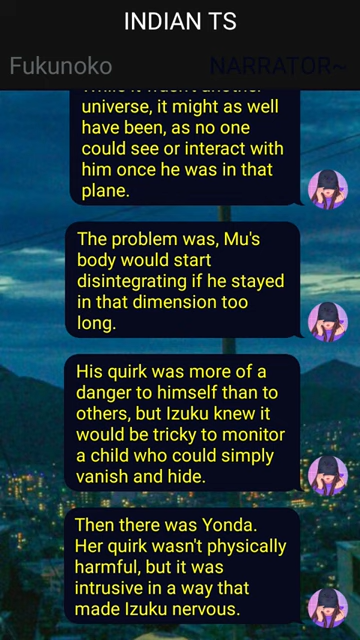 INDIAN TS
Fukunoko NARRATOR~
universe, it might as well
have been, as no one
could see or interact with
him once he was in that
plane.
The problem was, Mu's
body would start
disintegrating if he stayed
in that dimension too
long.
His quirk was more of a
danger to himself than to
others, but Izuku knew it
would be tricky to monitor
a child who could simply
vanish and hide.
Then there was Yonda.
Her quirk wasn't physically
harmful, but it was
intrusive in a way that
made Izuku nervous.